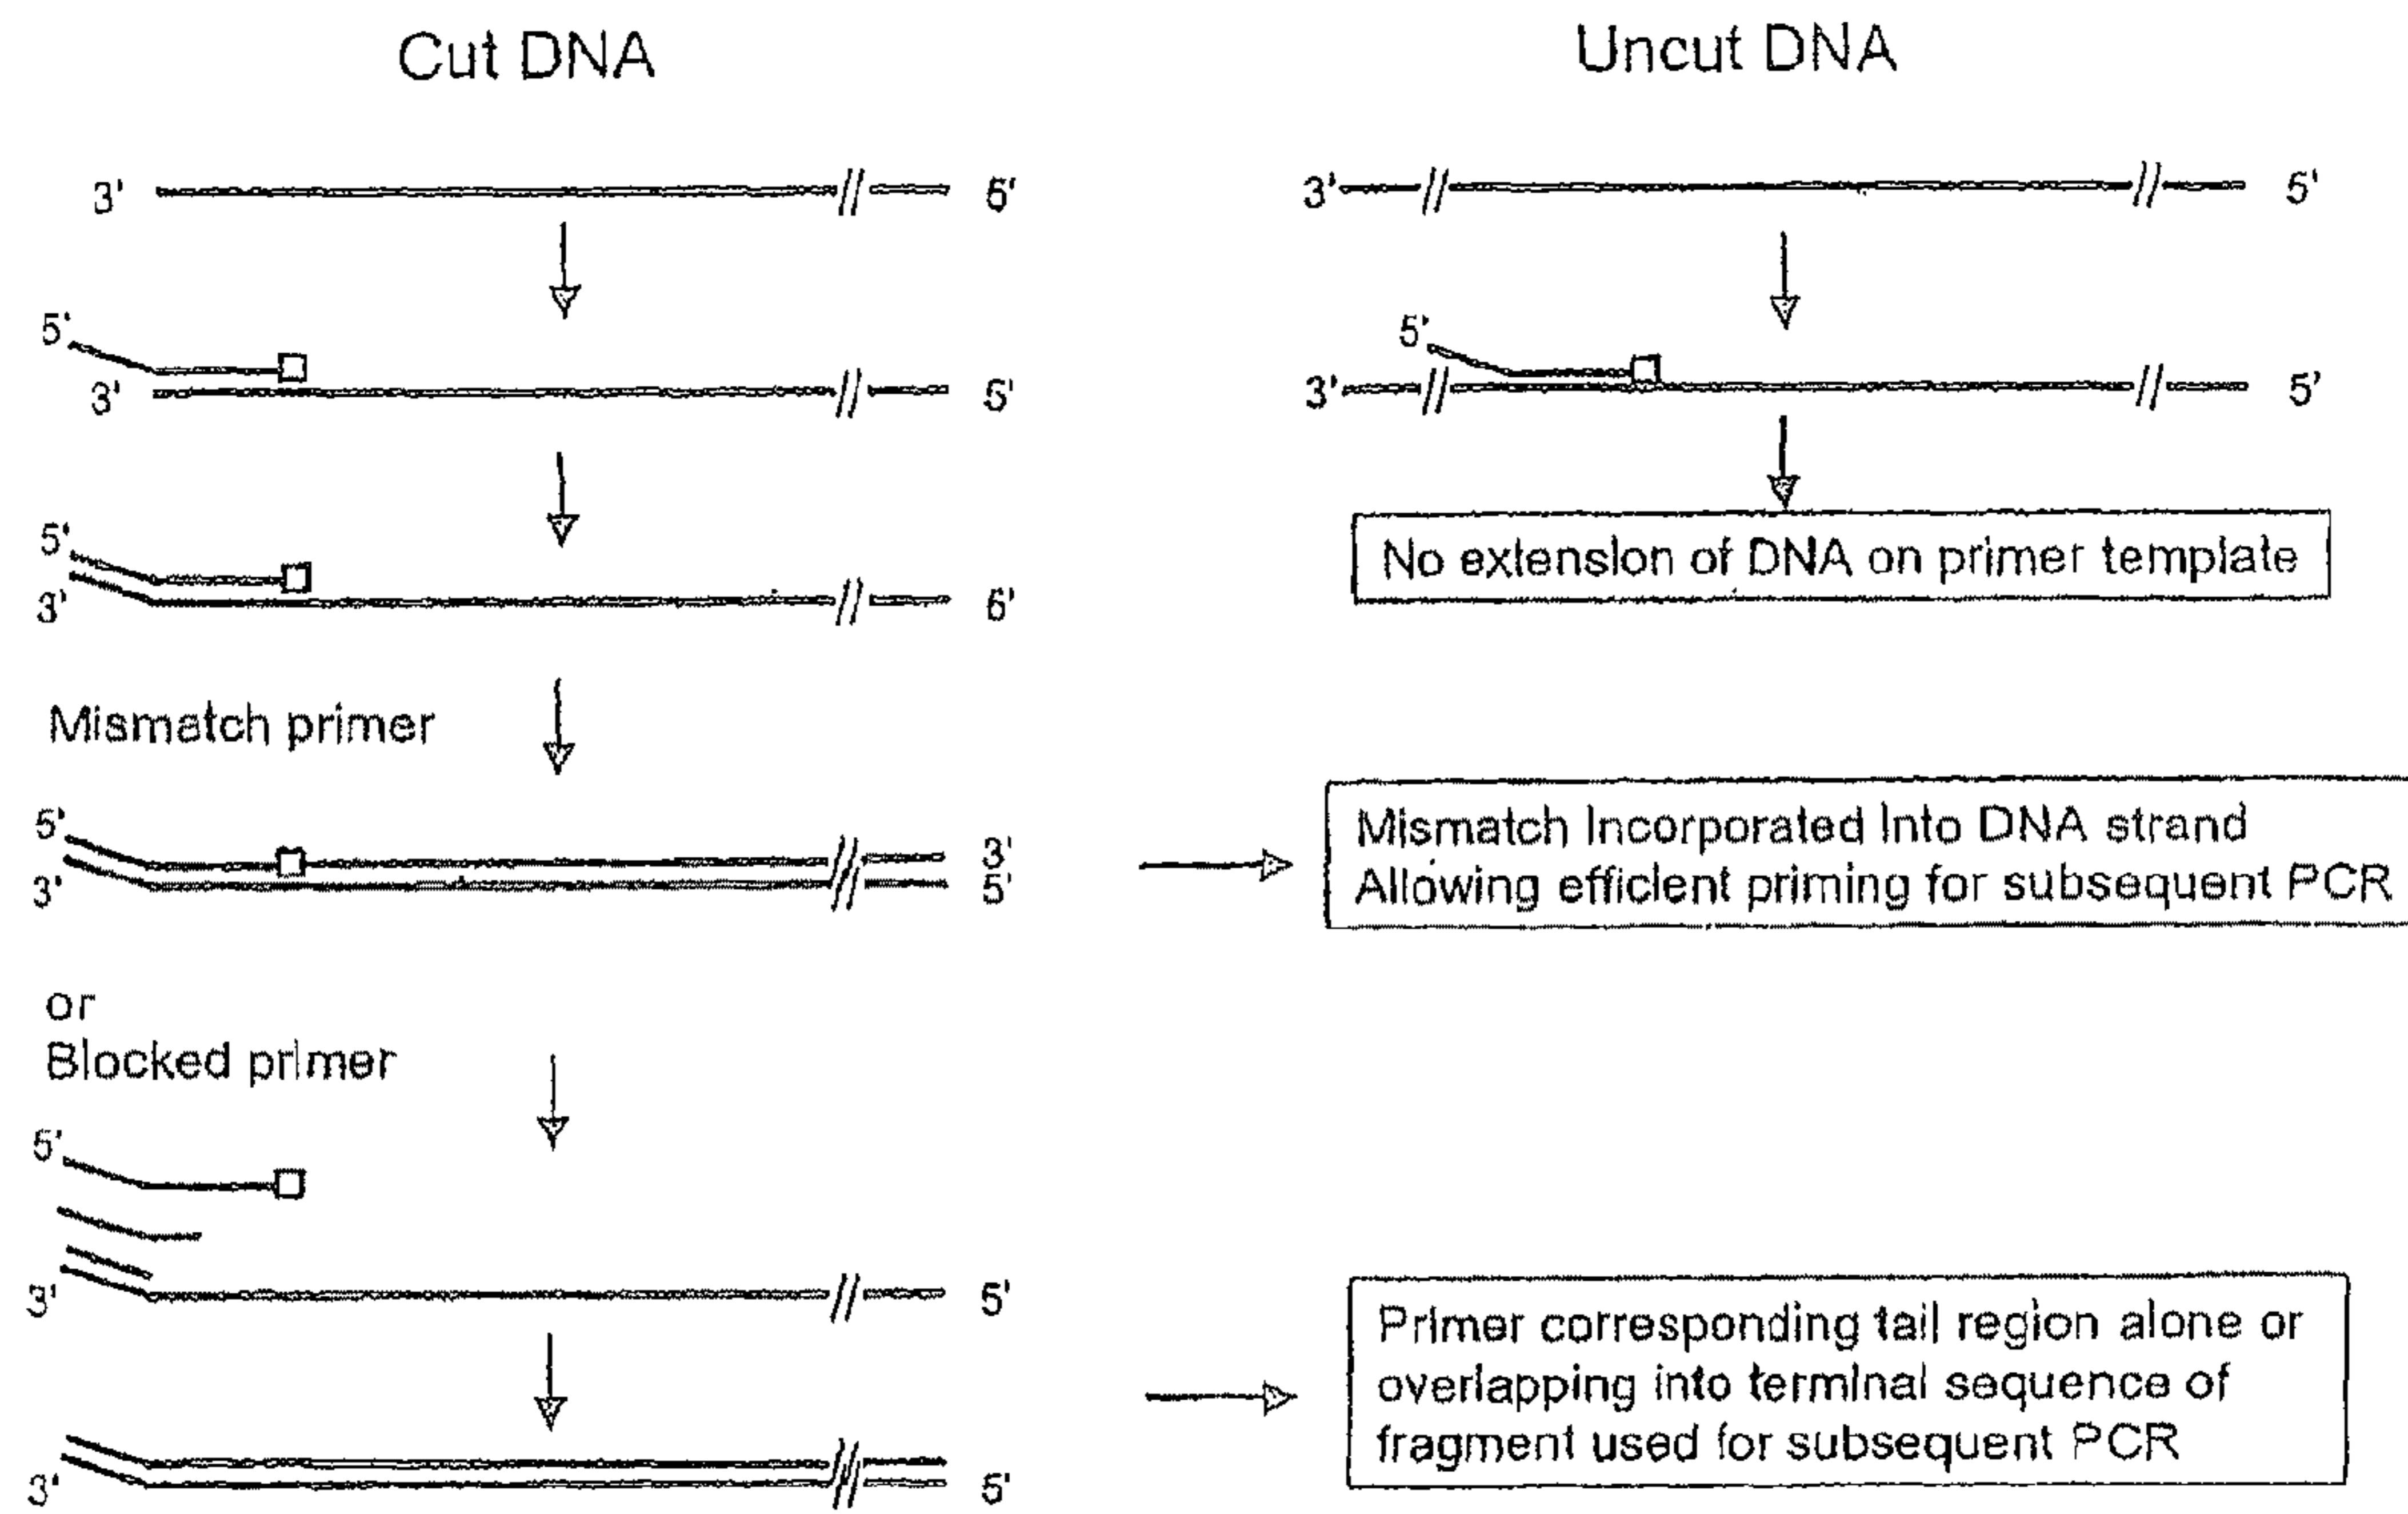 Cut DNA
Uncut DNA
3' 5'
3' 5'
5'
3' 5'
5'
3' 5'
5'
3' 5'
No extension of DNA on primer template
Mismatch primer
5' 3'
3' 5'
Mismatch Incorporated Into DNA strand
Allowing efficient priming for subsequent PCR
or
Blocked primer
5'
3' 5'
Primer corresponding tail region alone or
overlapping into terminal sequence of
fragment used for subsequent PCR
3' 5'